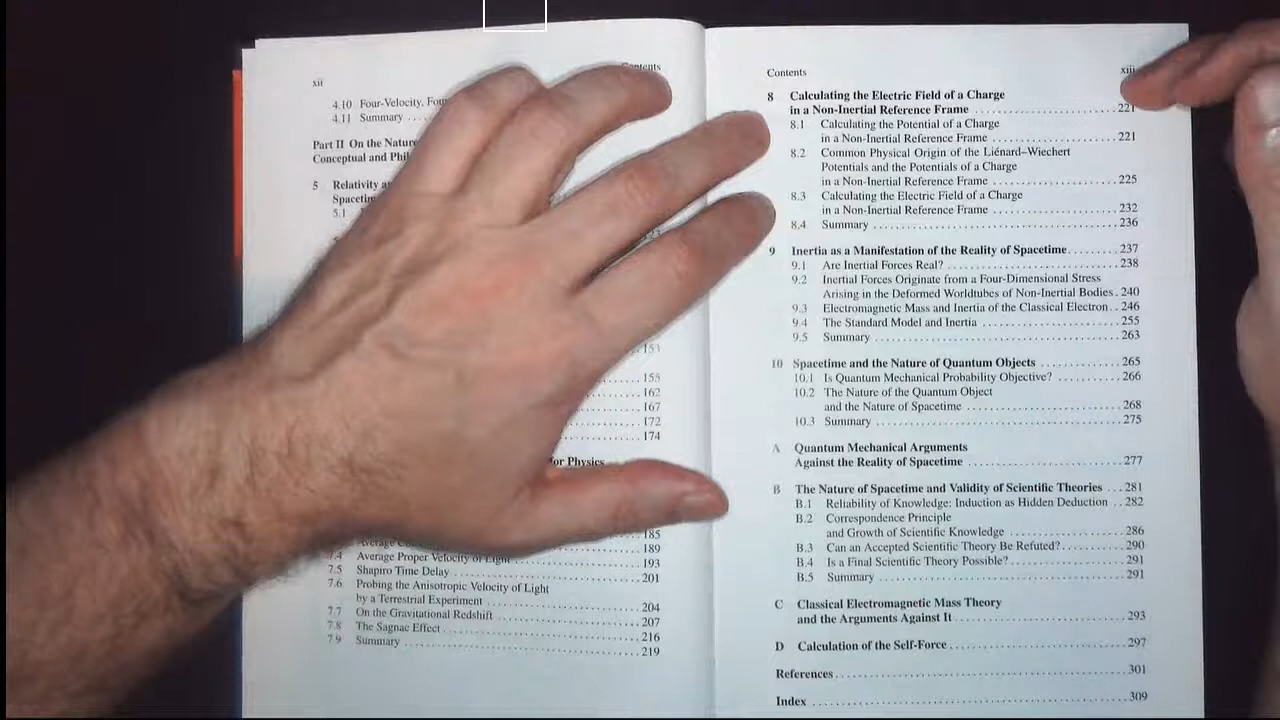 xii
4.10 Four-Velocity,
4.11 Summary
Part II On the Nature
Conceptual and
5 Relativity
5.1
153
155
162
167
172
174
for Physics
185
189
7.4 Average Proper Velocity of Light 193
7.5 Shapiro Time Delay 201
7.6 Probing the Anisotropic Velocity of Light
by a Terrestrial Experiment 204
7.7 On the Gravitational Redshift 207
7.8 The Sagnac Effect 216
7.9 Summary 219
Contents xiii
8 Calculating the Electric Field of a Charge
in a Non-Inertial Reference Frame 221
8.1 Calculating the Potential of a Charge
in a Non-Inertial Reference Frame 221
8.2 Common Physical Origin of the Liénard–Wiechert
Potentials and the Potentials of a Charge
in a Non-Inertial Reference Frame 225
8.3 Calculating the Electric Field of a Charge
in a Non-Inertial Reference Frame 232
8.4 Summary 236
9 Inertia as a Manifestation of the Reality of Spacetime 237
9.1 Are Inertial Forces Real? 238
9.2 Inertial Forces Originate from a Four-Dimensional Stress
Arising in the Deformed Worldtubes of Non-Inertial Bodies 240
9.3 Electromagnetic Mass and Inertia of the Classical Electron 246
9.4 The Standard Model and Inertia 255
9.5 Summary 263
10 Spacetime and the Nature of Quantum Objects 265
10.1 Is Quantum Mechanical Probability Objective? 266
10.2 The Nature of the Quantum Object
and the Nature of Spacetime 268
10.3 Summary 275
A Quantum Mechanical Arguments
Against the Reality of Spacetime 277
B The Nature of Spacetime and Validity of Scientific Theories 281
B.1 Reliability of Knowledge: Induction as Hidden Deduction 282
B.2 Correspondence Principle
and Growth of Scientific Knowledge 286
B.3 Can an Accepted Scientific Theory Be Refuted? 290
B.4 Is a Final Scientific Theory Possible? 291
B.5 Summary 291
C Classical Electromagnetic Mass Theory
and the Arguments Against It 293
D Calculation of the Self-Force 297
References 301
Index 309